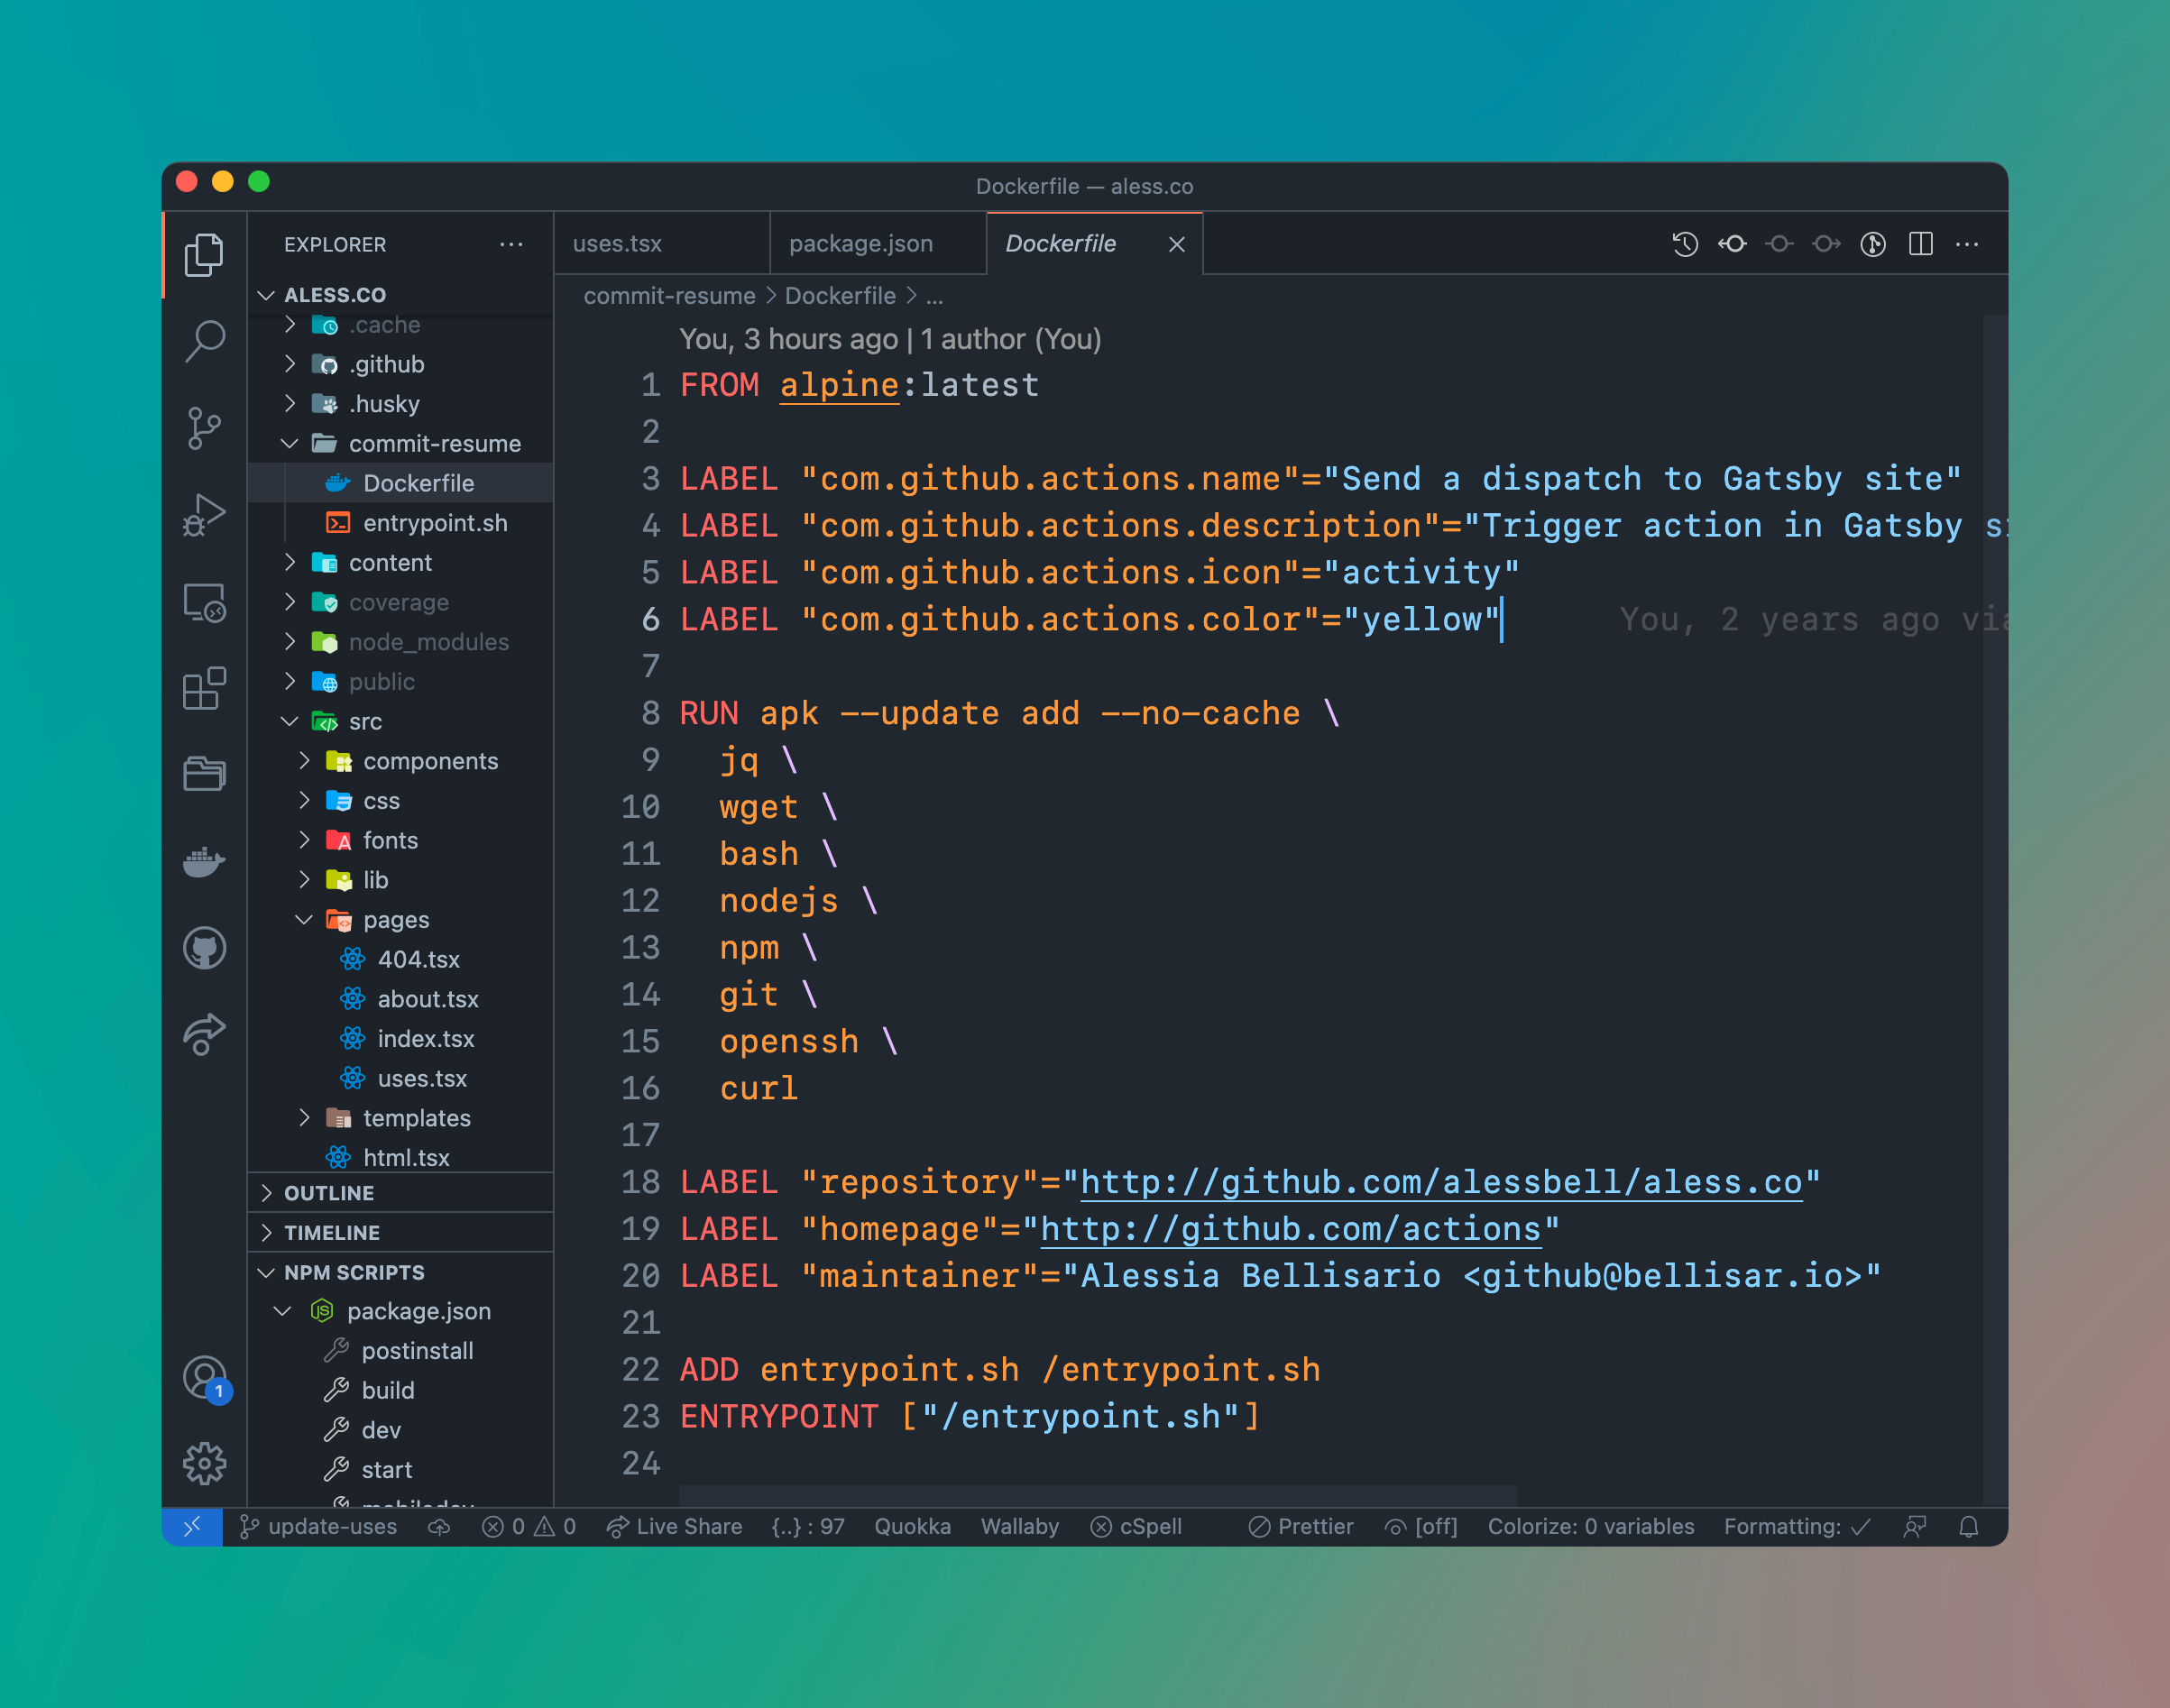 Dockerfile — aless.co
EXPLORER
ALESS.CO
.cache
.github
.husky
commit-resume
Dockerfile
entrypoint.sh
content
coverage
node_modules
public
src
components
css
fonts
lib
pages
404.tsx
about.tsx
index.tsx
uses.tsx
templates
html.tsx
OUTLINE
TIMELINE
NPM SCRIPTS
package.json
postinstall
build
dev
start
uses.tsx package.json Dockerfile
commit-resume > Dockerfile > ...
You, 3 hours ago | 1 author (You)
1 FROM alpine:latest
2
3 LABEL "com.github.actions.name"="Send a dispatch to Gatsby site"
4 LABEL "com.github.actions.description"="Trigger action in Gatsby
5 LABEL "com.github.actions.icon"="activity"
6 LABEL "com.github.actions.color"="yellow" You, 2 years ago via
7
8 RUN apk --update add --no-cache \
9 jq \
10 wget \
11 bash \
12 nodejs \
13 npm \
14 git \
15 openssh \
16 curl
17
18 LABEL "repository"="http://github.com/alessbell/aless.co"
19 LABEL "homepage"="http://github.com/actions"
20 LABEL "maintainer"="Alessia Bellisario <github@bellisar.io>"
21
22 ADD entrypoint.sh /entrypoint.sh
23 ENTRYPOINT ["/entrypoint.sh"]
24
1
update-uses 0 0 Live Share {..} : 97 Quokka Wallaby cSpell Prettier [off] Colorize: 0 variables Formatting: ✓